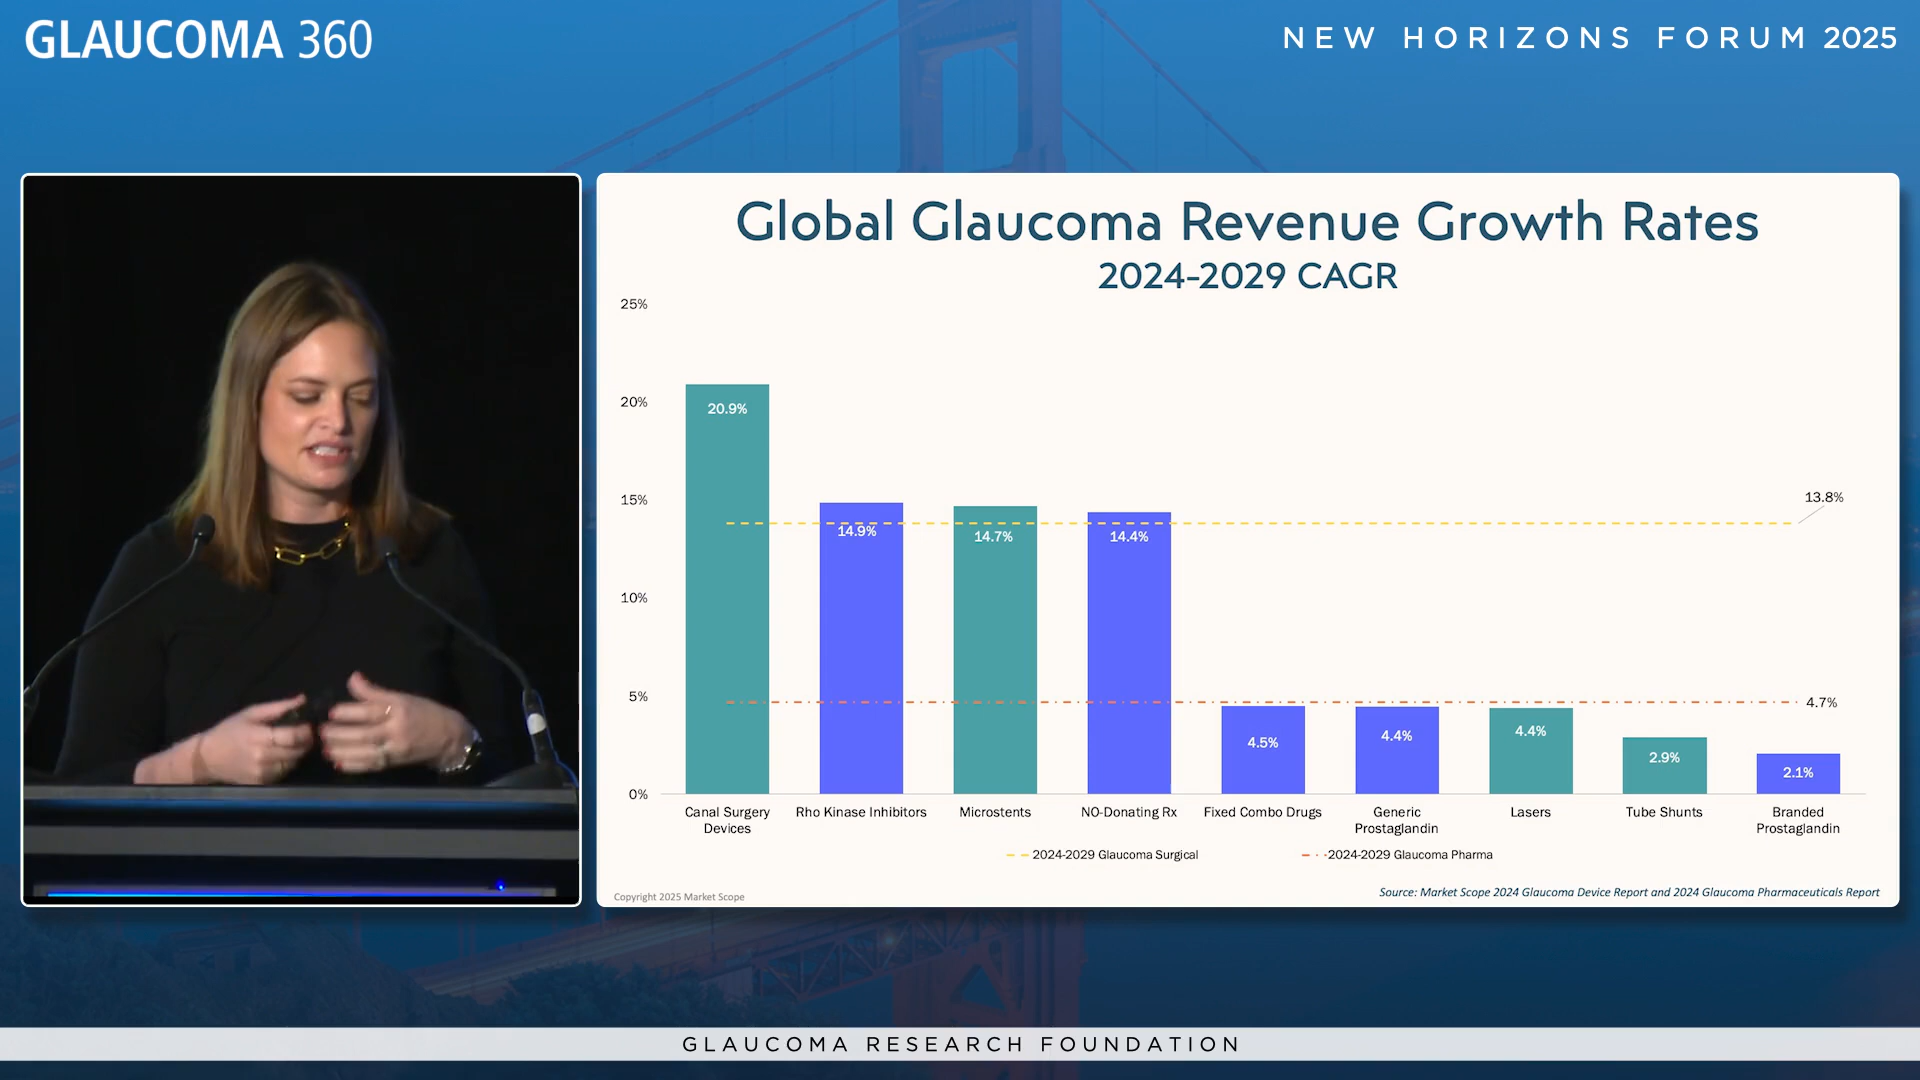 GLAUCOMA 360
NEW HORIZONS FORUM 2025
Global Glaucoma Revenue Growth Rates
2024-2029 CAGR
25%
20%
15%
10%
5%
0%
20.9%
14.9%
14.7%
14.4%
4.5%
4.4%
4.4%
2.9%
2.1%
13.8%
4.7%
Canal Surgery
Devices
Rho Kinase Inhibitors
Microstents
NO-Donating Rx
Fixed Combo Drugs
Generic
Prostaglandin
Lasers
Tube Shunts
Branded
Prostaglandin
2024-2029 Glaucoma Surgical
2024-2029 Glaucoma Pharma
Copyright 2025 Market Scope
Source: Market Scope 2024 Glaucoma Device Report and 2024 Glaucoma Pharmaceuticals Report
GLAUCOMA RESEARCH FOUNDATION